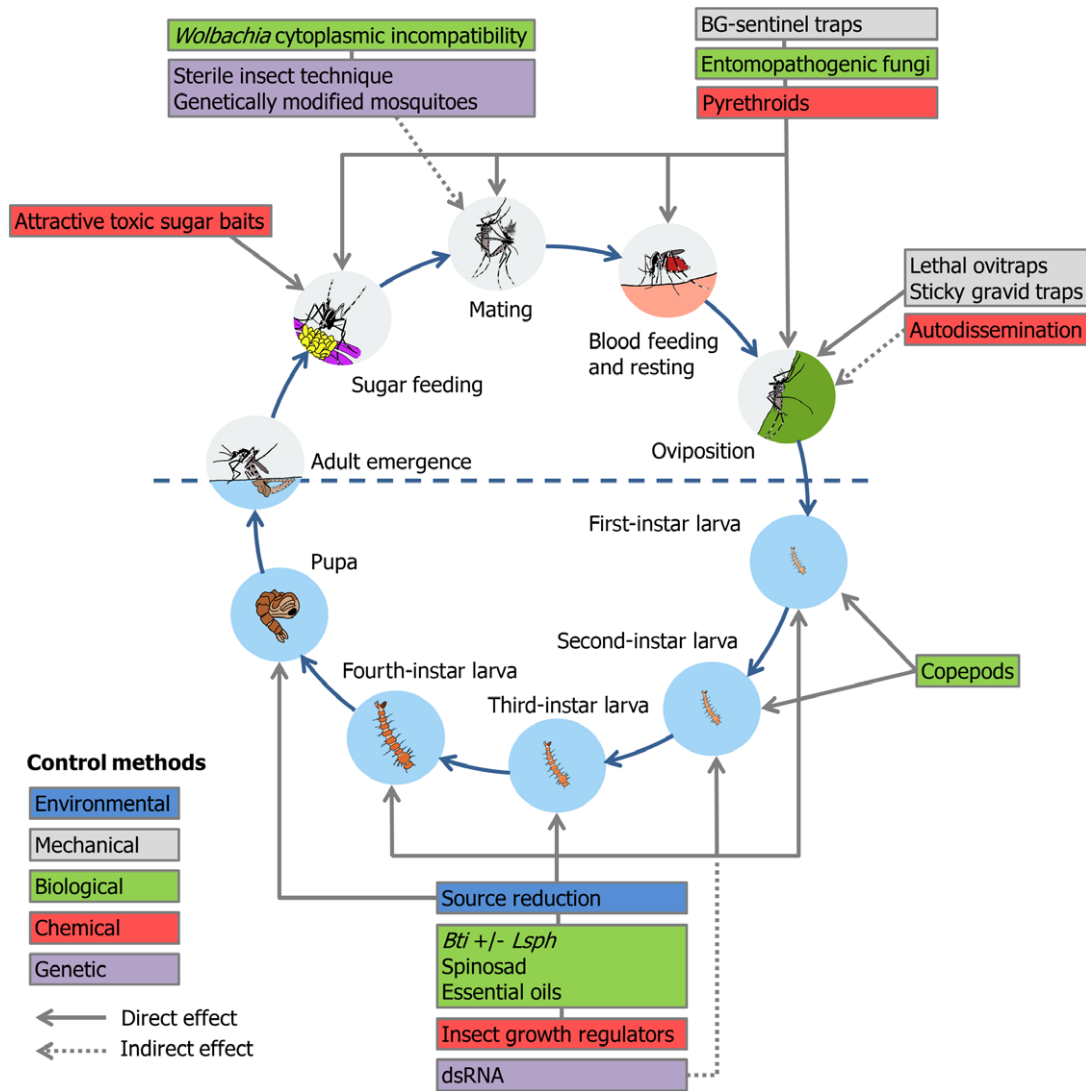 Wolbachia cytoplasmic incompatibility
Sterile insect technique
Genetically modified mosquitoes
BG-sentinel traps
Entomopathogenic fungi
Pyrethroids
Attractive toxic sugar baits
Mating
Lethal ovitraps
Sticky gravid traps
Autodissemination
Blood feeding
and resting
Sugar feeding
Oviposition
Adult emergence
First-instar larva
Pupa
Second-instar larva
Fourth-instar larva
Copepods
Third-instar larva
Control methods
Environmental
Mechanical
Biological
Chemical
Genetic
Direct effect
Indirect effect
Source reduction
Bti +/- Lsph
Spinosad
Essential oils
Insect growth regulators
dsRNA